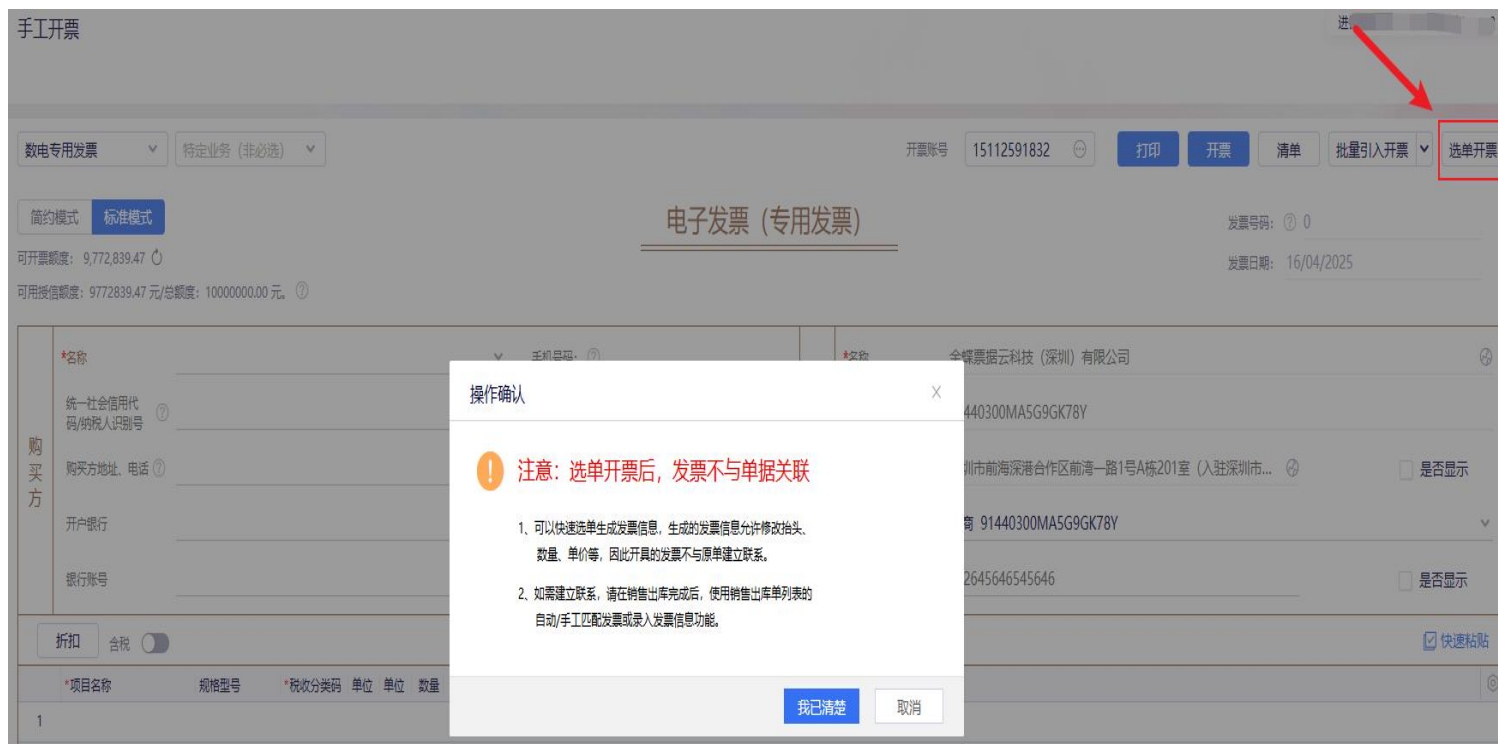 手工开票
进
数电专用发票 特定业务（非必选） 开票账号 15112591832 打印 开票 清单 批量引入开票 选单开票
简约模式 标准模式
电子发票（专用发票）
发票号码： 0
可开票额度： 9,772,839.47
发票日期： 16/04/2025
可用授信额度：9772839.47 元/总额度：10000000.00 元。
购买方
*名称 手机号码：
统一社会信用代
码/纳税人识别号
购买方地址、电话
开户银行
银行账号
*名称 金蝶票据云科技（深圳）有限公司
440300MA5G9GK78Y
圳市前海深港合作区前湾一路1号A栋201室（入驻深圳市... 是否显示
商 91440300MA5G9GK78Y
2645646545646 是否显示
操作确认
注意：选单开票后，发票不与单据关联
1、可以快速选单生成发票信息，生成的发票信息允许修改抬头、
数量、单价等，因此开具的发票不与原单建立联系。
2、如需建立联系，请在销售出库完成后，使用销售出库单列表的
自动/手工匹配发票或录入发票信息功能。
我已清楚 取消
折扣 含税 快速粘贴
*项目名称 规格型号 *税收分类码 单位 单位 数量
1